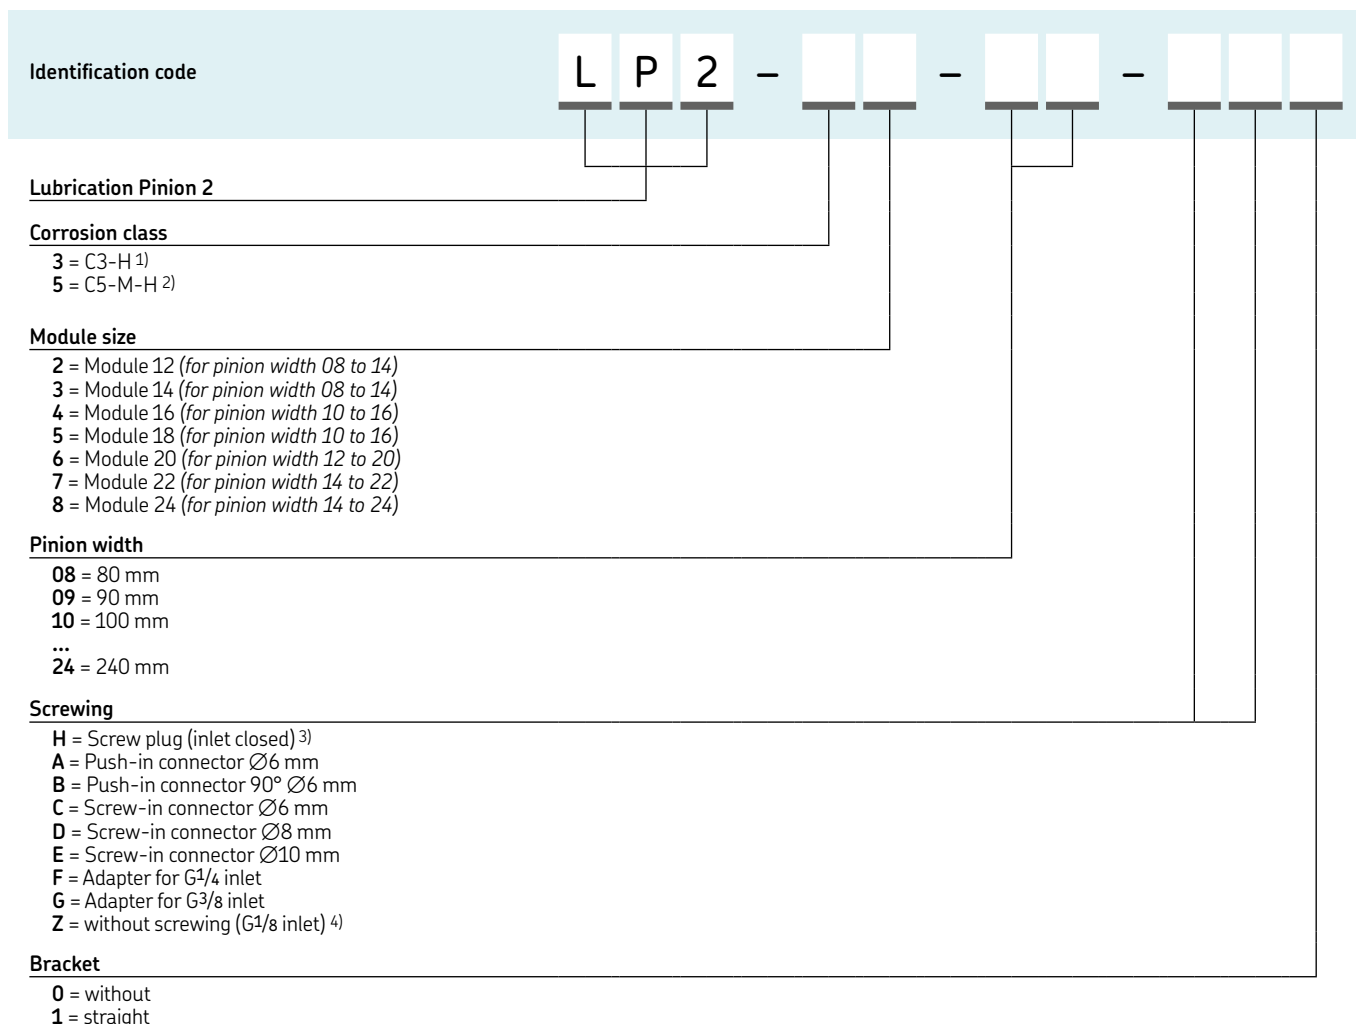 Identification code L P 2 – – –
Lubrication Pinion 2
Corrosion class
3 = C3-H 1)
5 = C5-M-H 2)
Module size
2 = Module 12 (for pinion width 08 to 14)
3 = Module 14 (for pinion width 08 to 14)
4 = Module 16 (for pinion width 10 to 16)
5 = Module 18 (for pinion width 10 to 16)
6 = Module 20 (for pinion width 12 to 20)
7 = Module 22 (for pinion width 14 to 22)
8 = Module 24 (for pinion width 14 to 24)
Pinion width
08 = 80 mm
09 = 90 mm
10 = 100 mm
...
24 = 240 mm
Screwing
H = Screw plug (inlet closed) 3)
A = Push-in connector Ø6 mm
B = Push-in connector 90° Ø6 mm
C = Screw-in connector Ø6 mm
D = Screw-in connector Ø8 mm
E = Screw-in connector Ø10 mm
F = Adapter for G1/4 inlet
G = Adapter for G3/8 inlet
Z = without screwing (G1/8 inlet) 4)
Bracket
0 = without
1 = straight